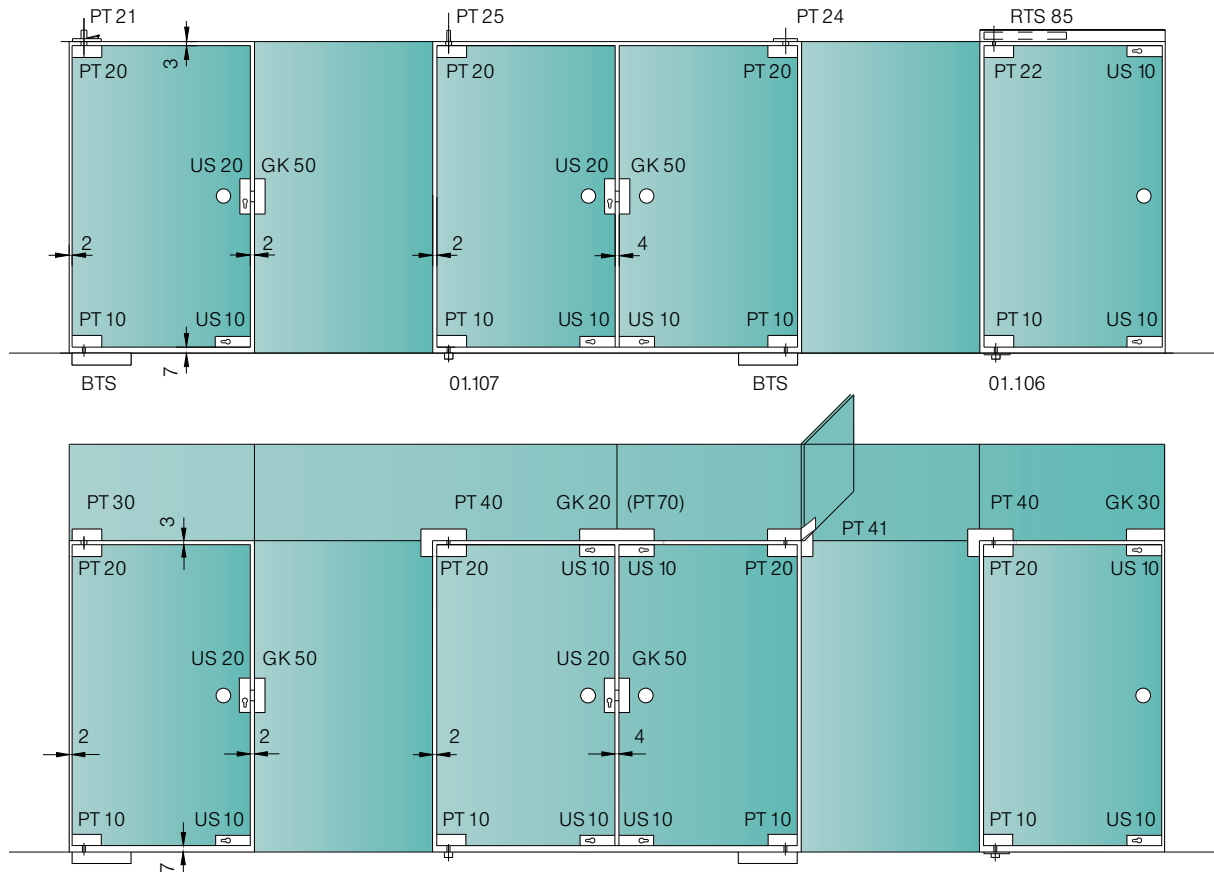 PT 21 PT 25 PT 24 RTS 85
3
PT 20 PT 20 PT 20 PT 22 US 10
US 20 GK 50 US 20 GK 50
2 2 2 4
PT 10 US 10 PT 10 US 10 US 10 PT 10 PT 10 US 10
7
BTS 01.107 BTS 01.106
PT 30 3 PT 40 GK 20 (PT 70) PT 41 PT 40 GK 30
PT 20 PT 20 US 10 US 10 PT 20 PT 20 US 10
US 20 GK 50 US 20 GK 50
2 2 2 4
PT 10 US 10 PT 10 US 10 US 10 PT 10 PT 10 US 10
7